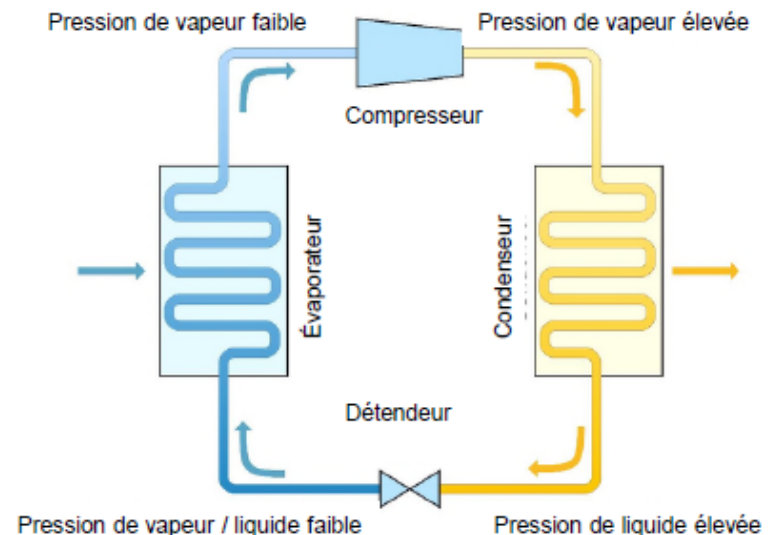 Pression de vapeur faible
Pression de vapeur élevée
Compresseur
Évaporateur
Condenseur
Détendeur
Pression de vapeur / liquide faible
Pression de liquide élevée